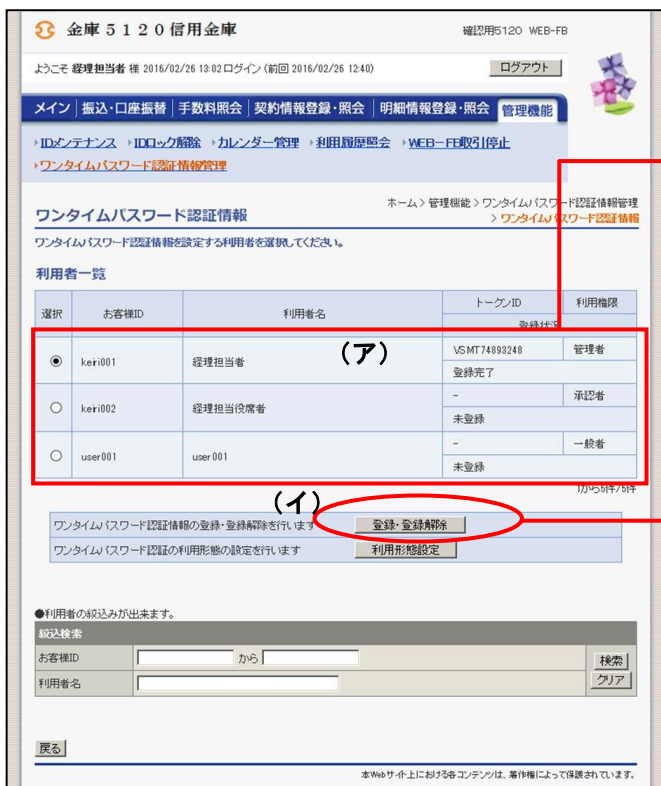 金庫5120信用金庫
確認用5120 WEB-FB
ようこそ 経理担当者 様 2016/02/26 13:02ログイン (前回 2016/02/26 12:40)
ログアウト
メイン 振込・口座振替 手数料照会 契約情報登録・照会 明細情報登録・照会 管理機能
›IDメンテナンス ›IDロック解除 ›カレンダー管理 ›利用履歴照会 ›WEB-FB取引停止
›ワンタイムパスワード認証情報管理
ワンタイムパスワード認証情報
ホーム > 管理機能 > ワンタイムパスワード認証情報管理
> ワンタイムパスワード認証情報
ワンタイムパスワード認証情報を設定する利用者を選択してください。
利用者一覧
選択 お客様ID 利用者名 トークンID 利用権限
登録状況
(ア)
keiri001 経理担当者 VSMT74893248 管理者
登録完了
keiri002 経理担当役席者 - 承認者
未登録
user001 user001 - 一般者
未登録
1から5件/5件
(イ)
ワンタイムパスワード認証情報の登録・登録解除を行います 登録・登録解除
ワンタイムパスワード認証の利用形態の設定を行います 利用形態設定
●利用者の絞込みが出来ます。
絞込検索
お客様ID から 検索
利用者名 クリア
戻る
本Webサイト上における各コンテンツは、著作権によって保護されています。